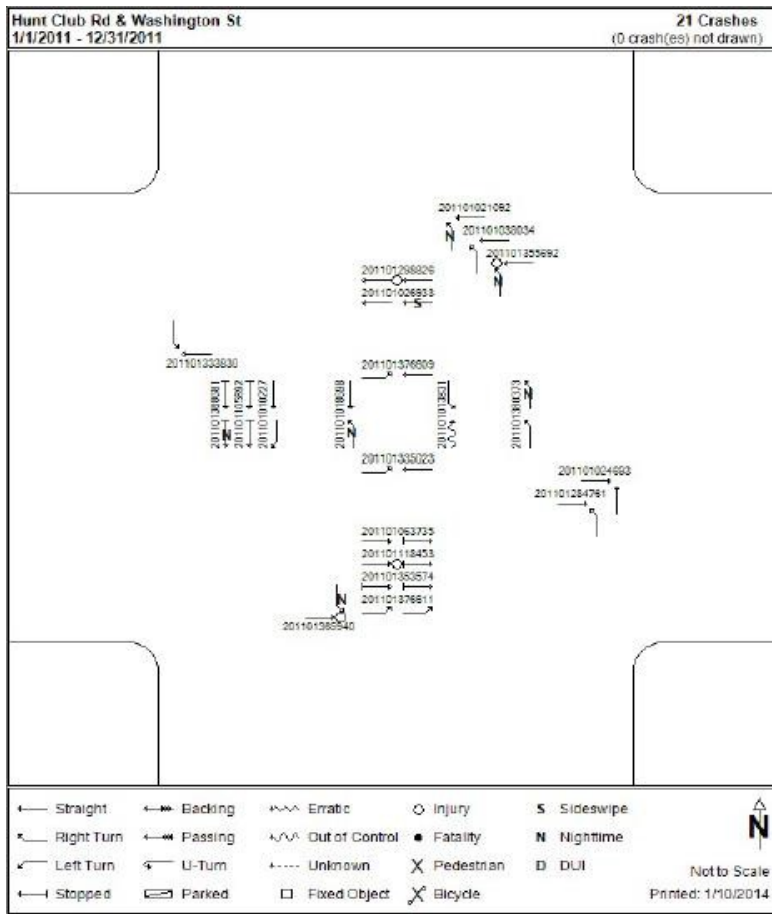 Hunt Club Rd & Washington St
1/1/2011 - 12/31/2011
21 Crashes
(0 crash(es) not drawn)
201101021092
N
201101038034
201101355692
N
201101298826
201101026933
S
201101376609
N
N
N
201101335023
201101024693
201101284761
201101063735
201101118453
201101353574
201101376611
N
Straight
Right Turn
Left Turn
Stopped
Backing
Passing
U-Turn
Parked
Erratic
Out of Control
Unknown
Fixed Object
Injury
Fatality
Pedestrian
Bicycle
S Sideswipe
N Nighttime
D DUI
N
Not to Scale
Printed: 1/10/2014